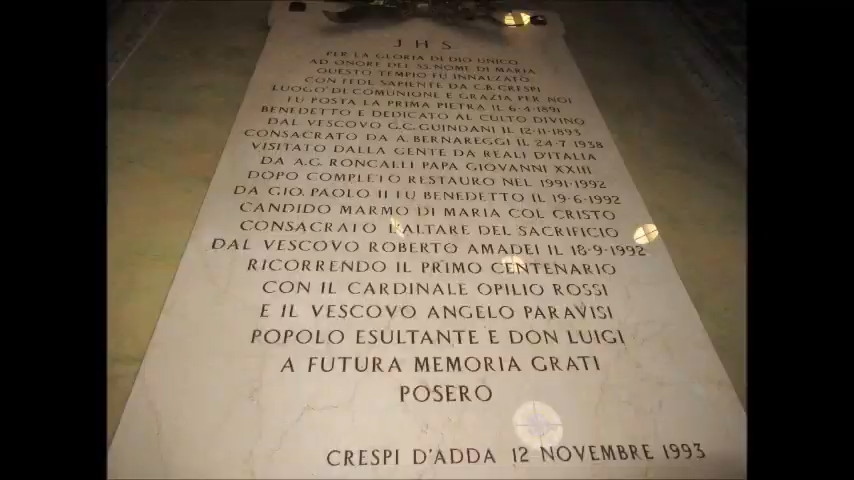 J H S
PER LA GLORIA DI DIO UNICO
AD ONORE DEL SS. NOME DI MARIA
QUESTO TEMPIO FU INNALZATO
CON FEDE SAPIENTE DA C.B. CRESPI
LUOGO DI COMUNIONE E GRAZIA PER NOI
FU POSTA LA PRIMA PIETRA IL 6-4-1891
BENEDETTO E DEDICATO AL CULTO DIVINO
DAL VESCOVO G.C. GUINDANI IL 12-11-1893
CONSACRATO DA A. BERNAREGGI IL 24-7 1938
VISITATO DALLA GENTE DA REALI D'ITALIA
DA A.G. RONCALLI PAPA GIOVANNI XXIII
DOPO COMPLETO RESTAURO NEL 1991-1992
DA GIO. PAOLO II FU BENEDETTO IL 19-6-1992
CANDIDO MARMO DI MARIA COL CRISTO
CONSACRATO L'ALTARE DEL SACRIFICIO
DAL VESCOVO ROBERTO AMADEI IL 18-9-1992
RICORRENDO IL PRIMO CENTENARIO
CON IL CARDINALE OPILIO ROSSI
E IL VESCOVO ANGELO PARAVISI
POPOLO ESULTANTE E DON LUIGI
A FUTURA MEMORIA GRATI
POSERO
CRESPI D'ADDA 12 NOVEMBRE 1993